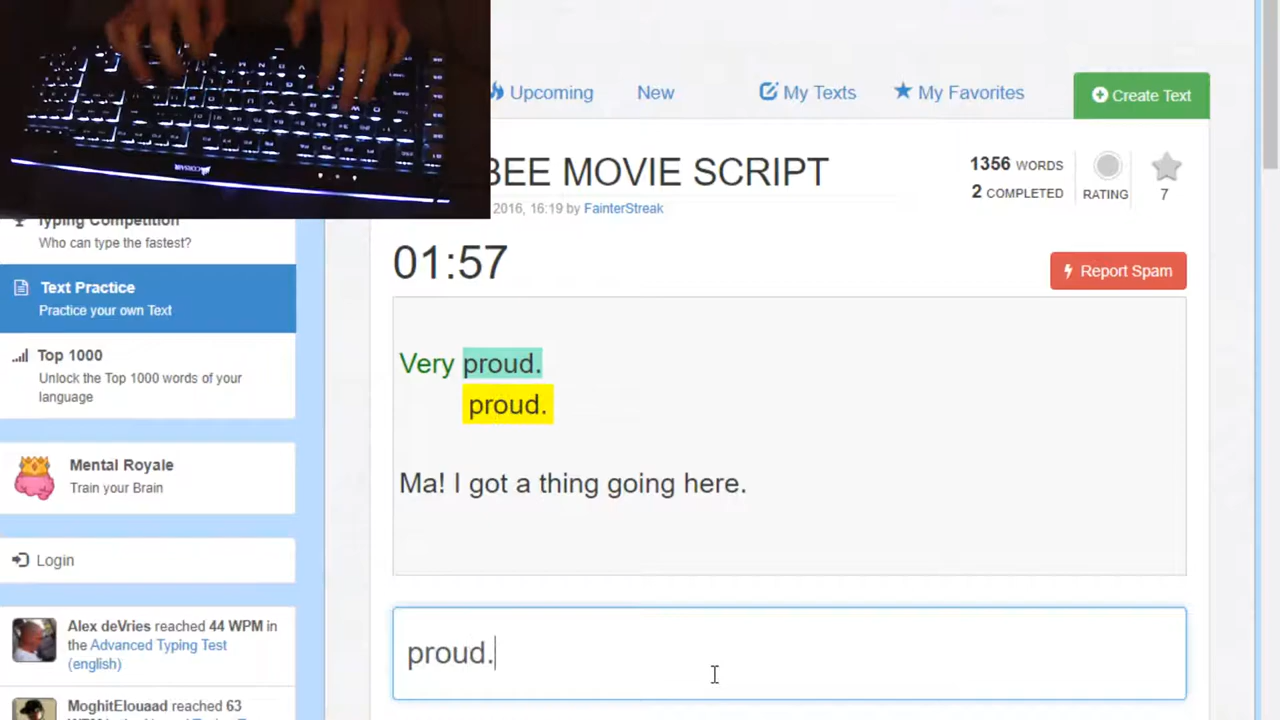 Upcoming
New
My Texts
My Favorites
Create Text
BEE MOVIE SCRIPT
1356 WORDS
2 COMPLETED
RATING
7
2016, 16:19 by FainterStreak
Typing Competition
Who can type the fastest?
01:57
Report Spam
Text Practice
Practice your own Text
Very proud.
proud.
Top 1000
Unlock the Top 1000 words of your
language
Mental Royale
Train your Brain
Ma! I got a thing going here.
Login
Alex deVries reached 44 WPM in
the Advanced Typing Test
(english)
proud.
MoghitElouaad reached 63
CORSAIR